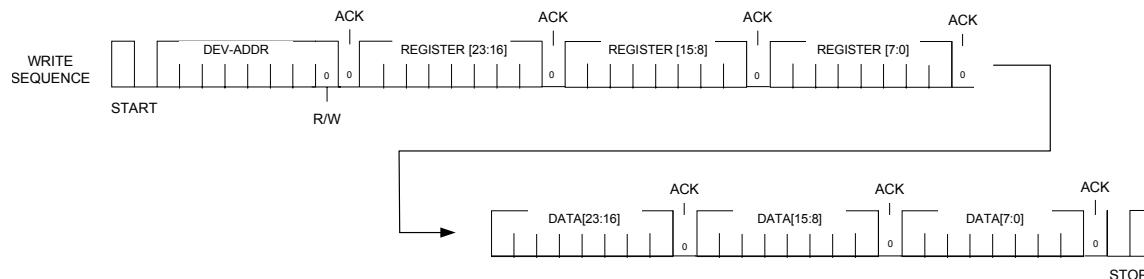 ACK ACK ACK ACK
DEV-ADDR REGISTER [23:16] REGISTER [15:8] REGISTER [7:0]
WRITE
SEQUENCE
0 0 0 0 0
START
R/W
ACK ACK ACK
DATA[23:16] DATA[15:8] DATA[7:0]
0 0 0
STOP